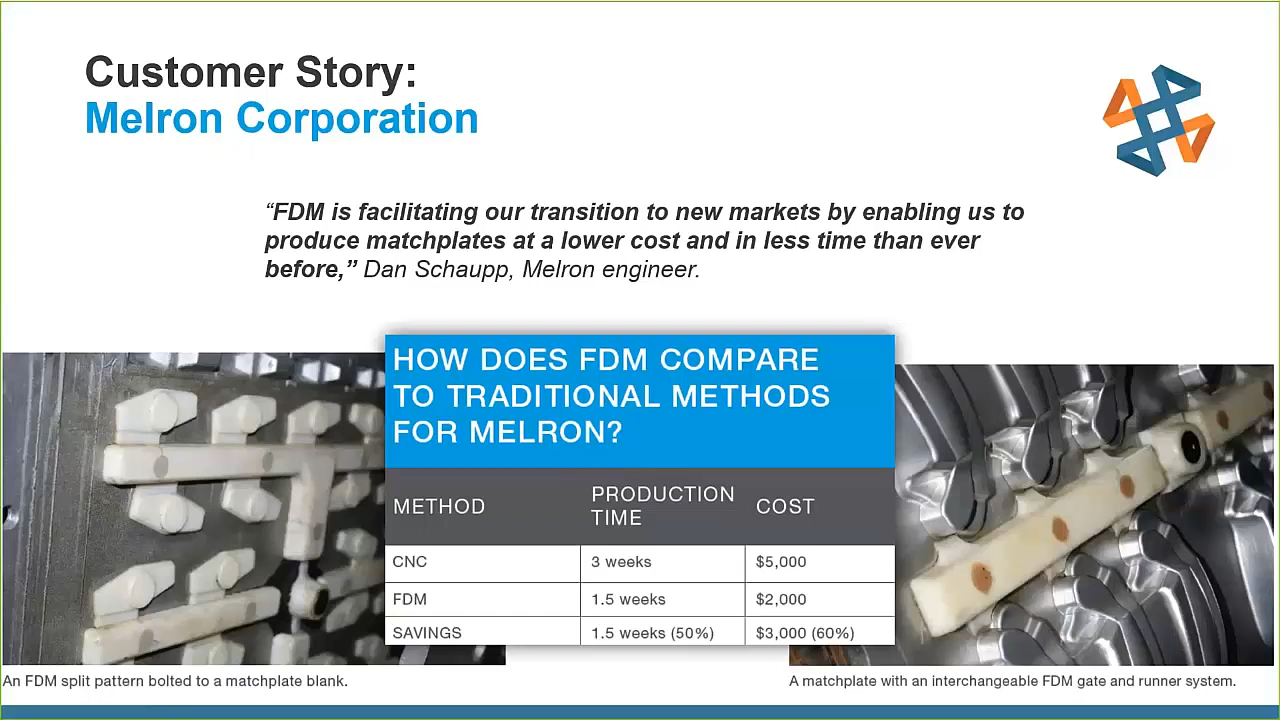 Customer Story:
Melron Corporation
“FDM is facilitating our transition to new markets by enabling us to
produce matchplates at a lower cost and in less time than ever
before,” Dan Schaupp, Melron engineer.
HOW DOES FDM COMPARE
TO TRADITIONAL METHODS
FOR MELRON?
METHOD PRODUCTION TIME COST
CNC 3 weeks $5,000
FDM 1.5 weeks $2,000
SAVINGS 1.5 weeks (50%) $3,000 (60%)
An FDM split pattern bolted to a matchplate blank.
A matchplate with an interchangeable FDM gate and runner system.